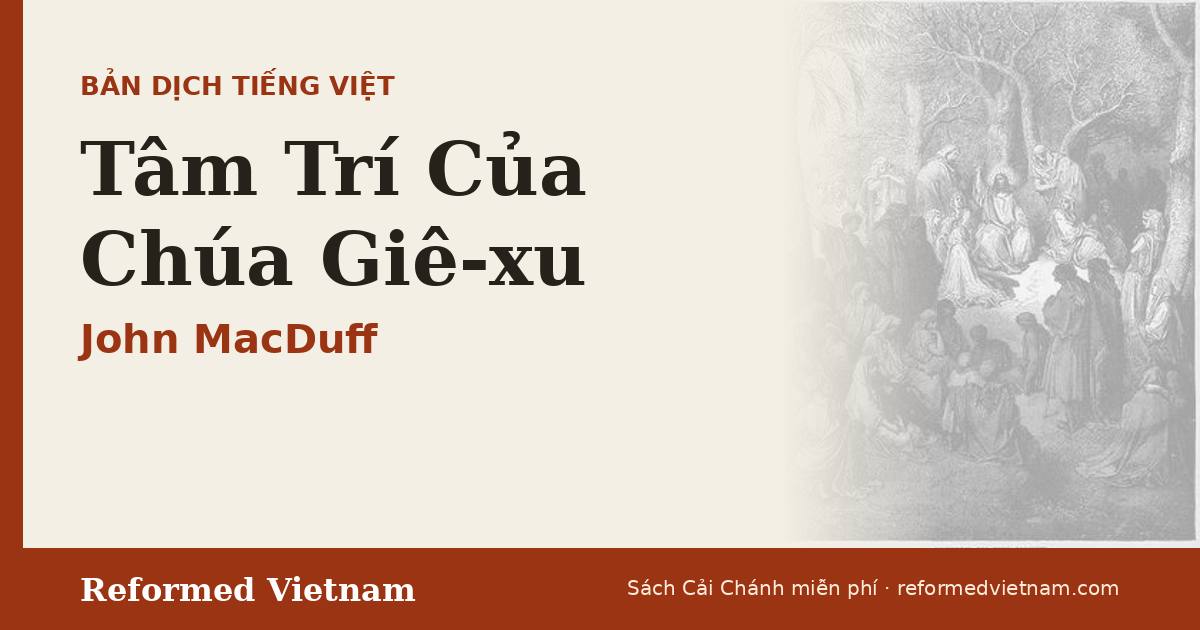 BẢN DỊCH TIẾNG VIỆT
Tâm Trí Của
Chúa Giê-xu
John MacDuff
Reformed Vietnam
Sách Cải Chánh miễn phí · reformedvietnam.com